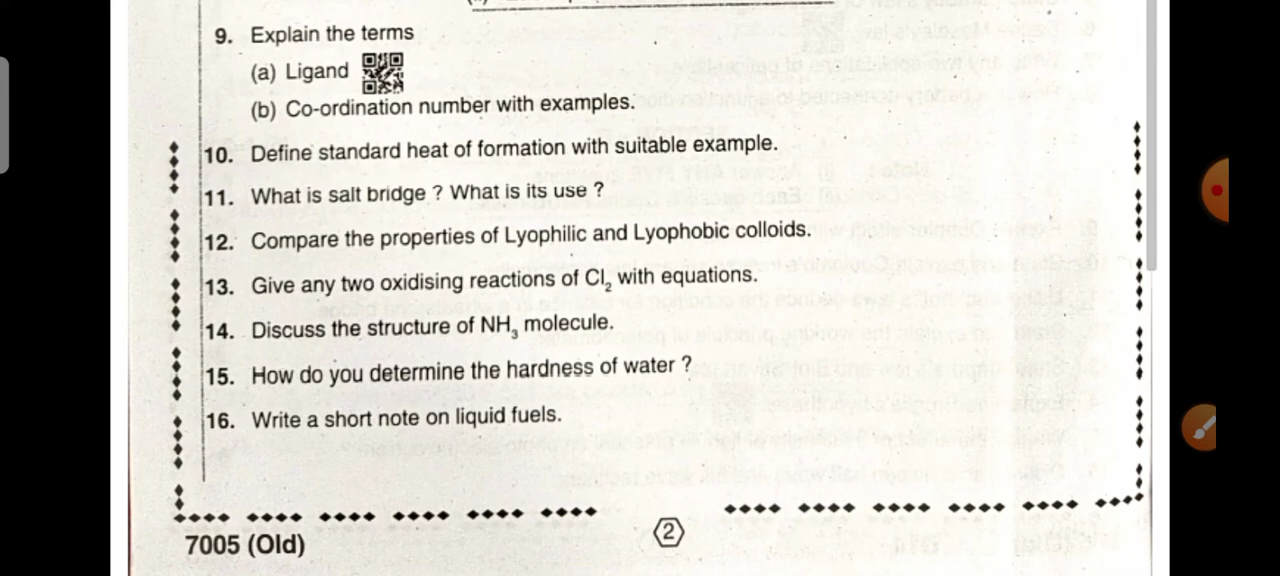 9. Explain the terms
(a) Ligand
(b) Co-ordination number with examples.
10. Define standard heat of formation with suitable example.
11. What is salt bridge ? What is its use ?
12. Compare the properties of Lyophilic and Lyophobic colloids.
13. Give any two oxidising reactions of Cl₂ with equations.
14. Discuss the structure of NH₃ molecule.
15. How do you determine the hardness of water ?
16. Write a short note on liquid fuels.
7005 (Old)
2